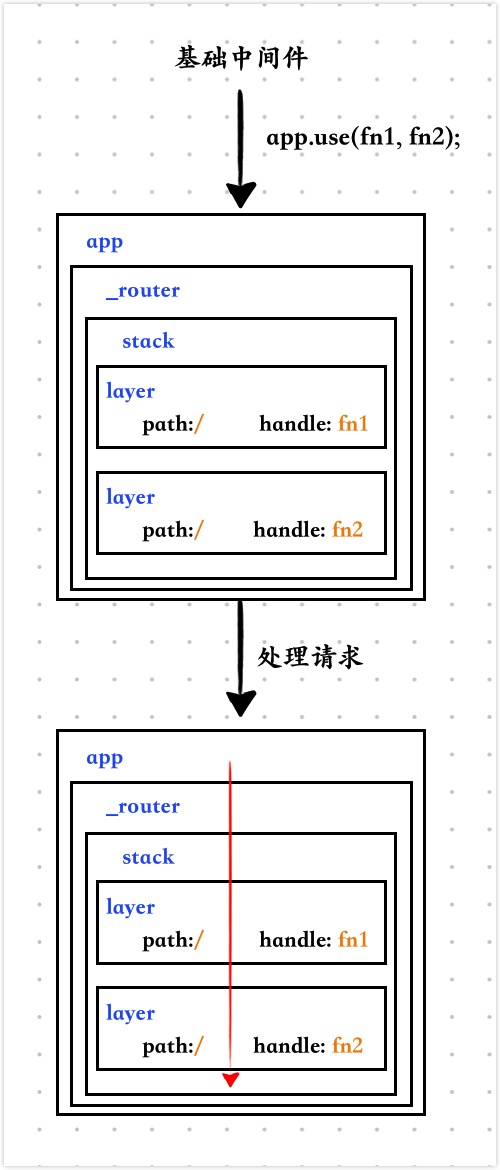 基础中间件
app.use(fn1, fn2);
app
_router
stack
layer
path:/ handle: fn1
layer
path:/ handle: fn2
处理请求
app
_router
stack
layer
path:/ handle: fn1
layer
path:/ handle: fn2